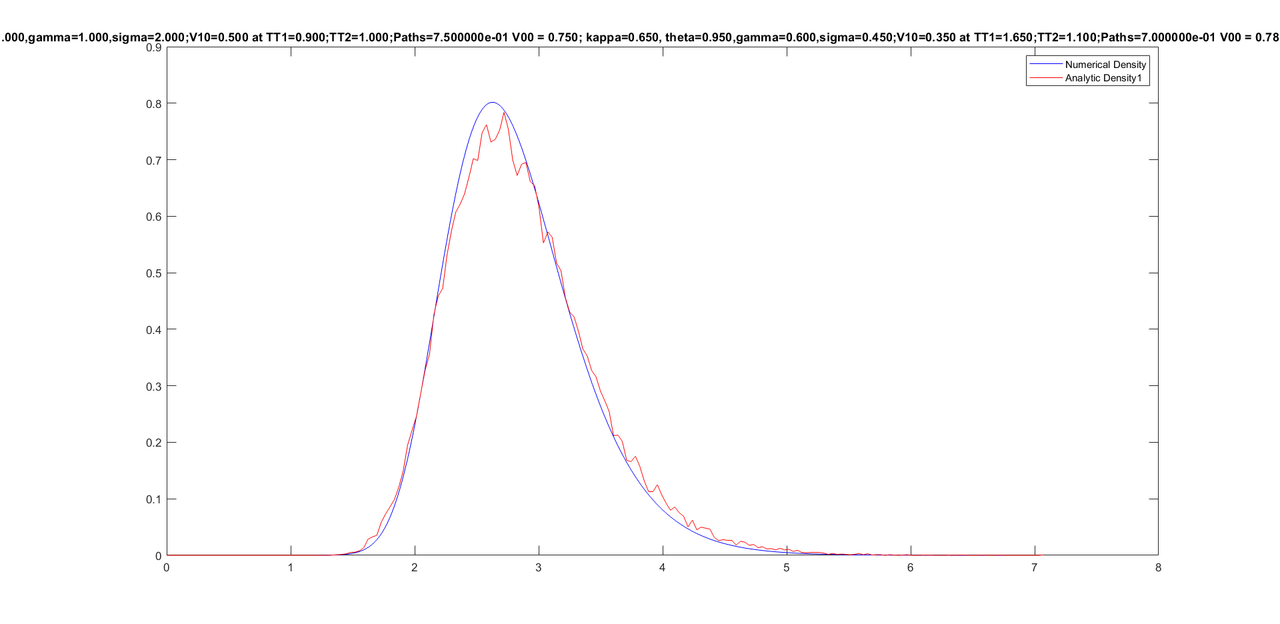 .000,gamma=1.000,sigma=2.000;V10=0.500 at TT1=0.900;TT2=1.000;Paths=7.500000e-01 V00 = 0.750; kappa=0.650, theta=0.950,gamma=0.600,sigma=0.450;V10=0.350 at TT1=1.650;TT2=1.100;Paths=7.000000e-01 V00 = 0.78
Numerical Density
Analytic Density1
0.9
0.8
0.7
0.6
0.5
0.4
0.3
0.2
0.1
0
0 1 2 3 4 5 6 7 8